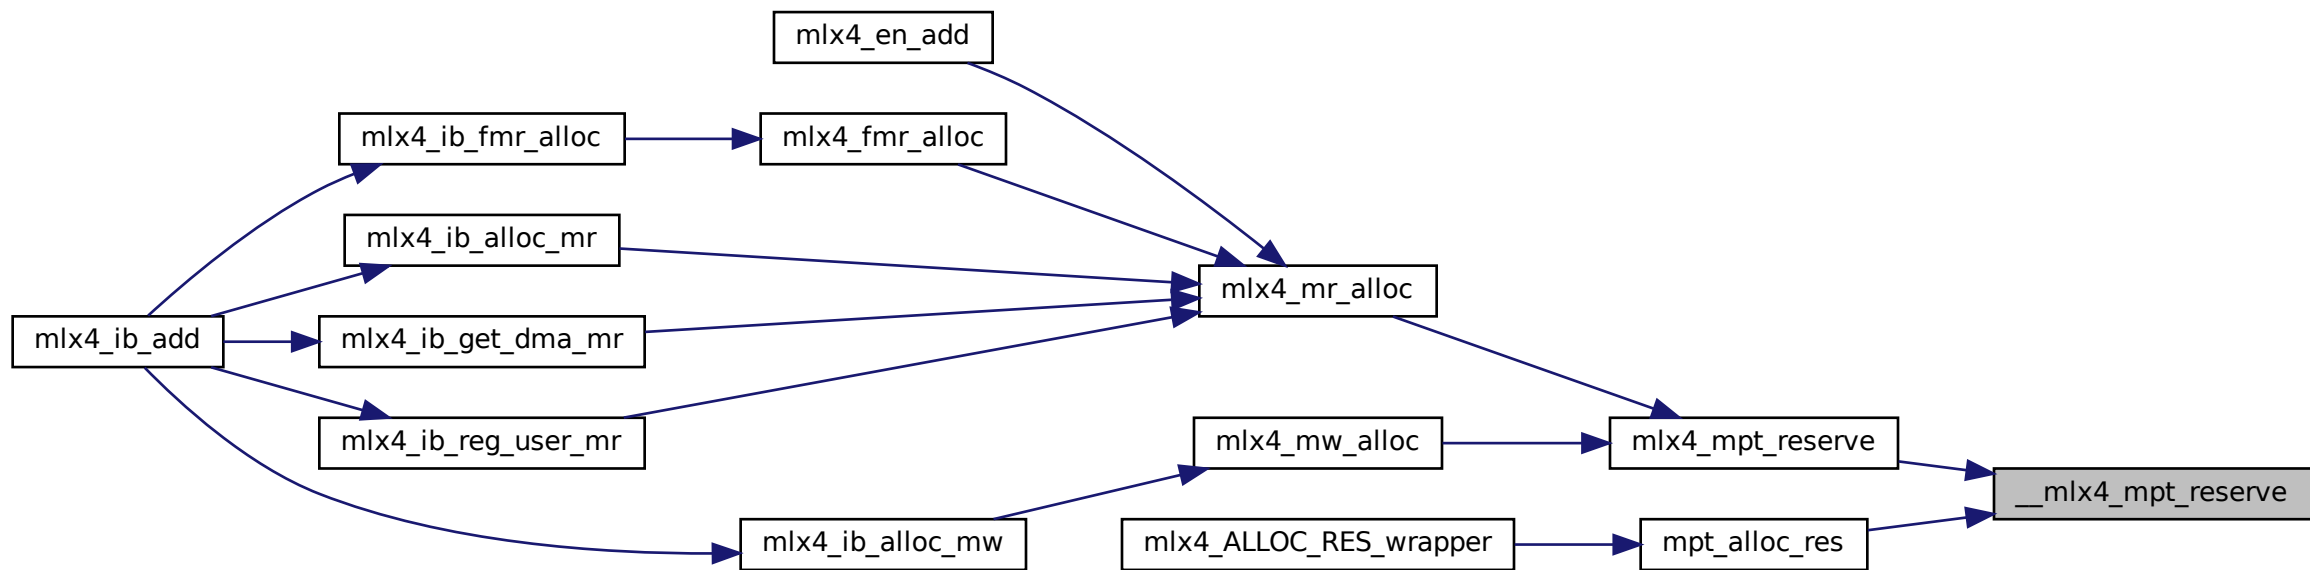 mlx4_en_add
mlx4_ib_fmr_alloc
mlx4_fmr_alloc
mlx4_ib_alloc_mr
mlx4_mr_alloc
mlx4_ib_add
mlx4_ib_get_dma_mr
mlx4_ib_reg_user_mr
mlx4_mw_alloc
mlx4_mpt_reserve
__mlx4_mpt_reserve
mlx4_ib_alloc_mw
mlx4_ALLOC_RES_wrapper
mpt_alloc_res